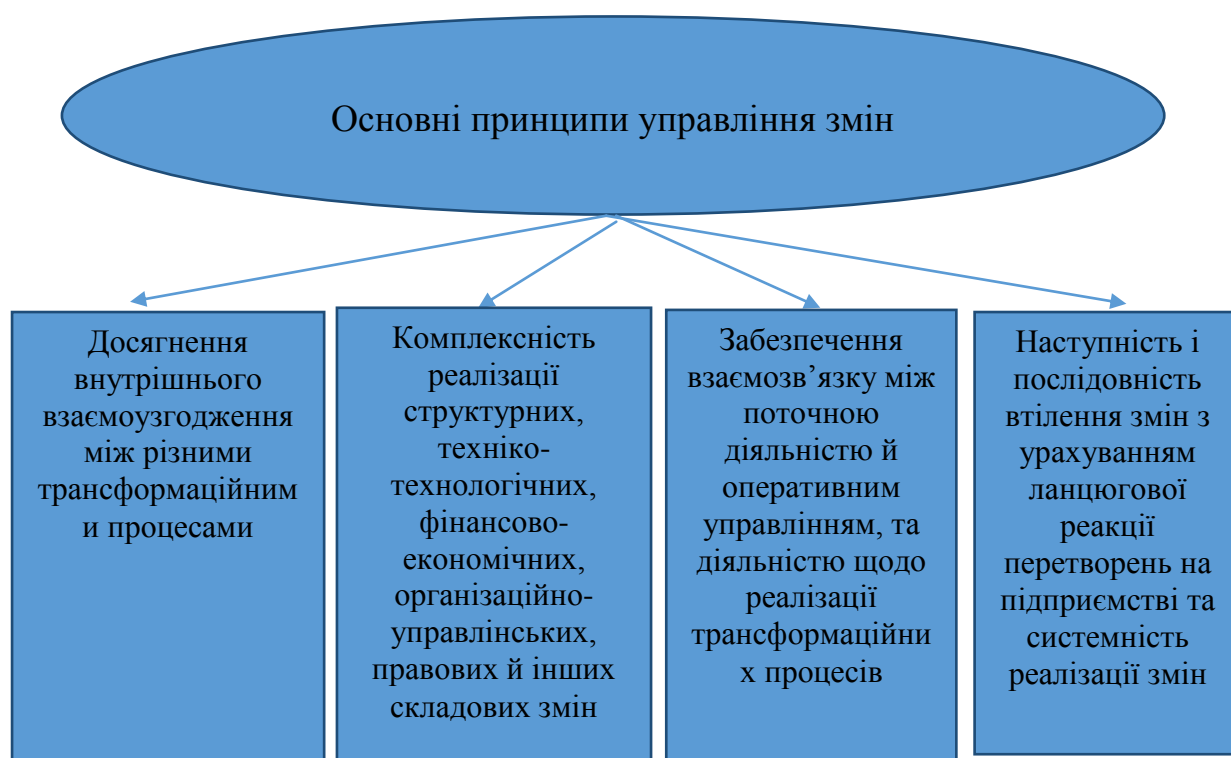 Основні принципи управління змін
Досягнення
внутрішнього
взаємоузгодження
між різними
трансформаційним
и процесами
Комплексність
реалізації
структурних,
техніко-
технологічних,
фінансово-
економічних,
організаційно-
управлінських,
правових й інших
складових змін
Забезпечення
взаємозв’язку між
поточною
діяльністю й
оперативним
управлінням, та
діяльністю щодо
реалізації
трансформаційни
х процесів
Наступність і
послідовність
втілення змін з
урахуванням
ланцюгової
реакції
перетворень на
підприємстві та
системність
реалізації змін